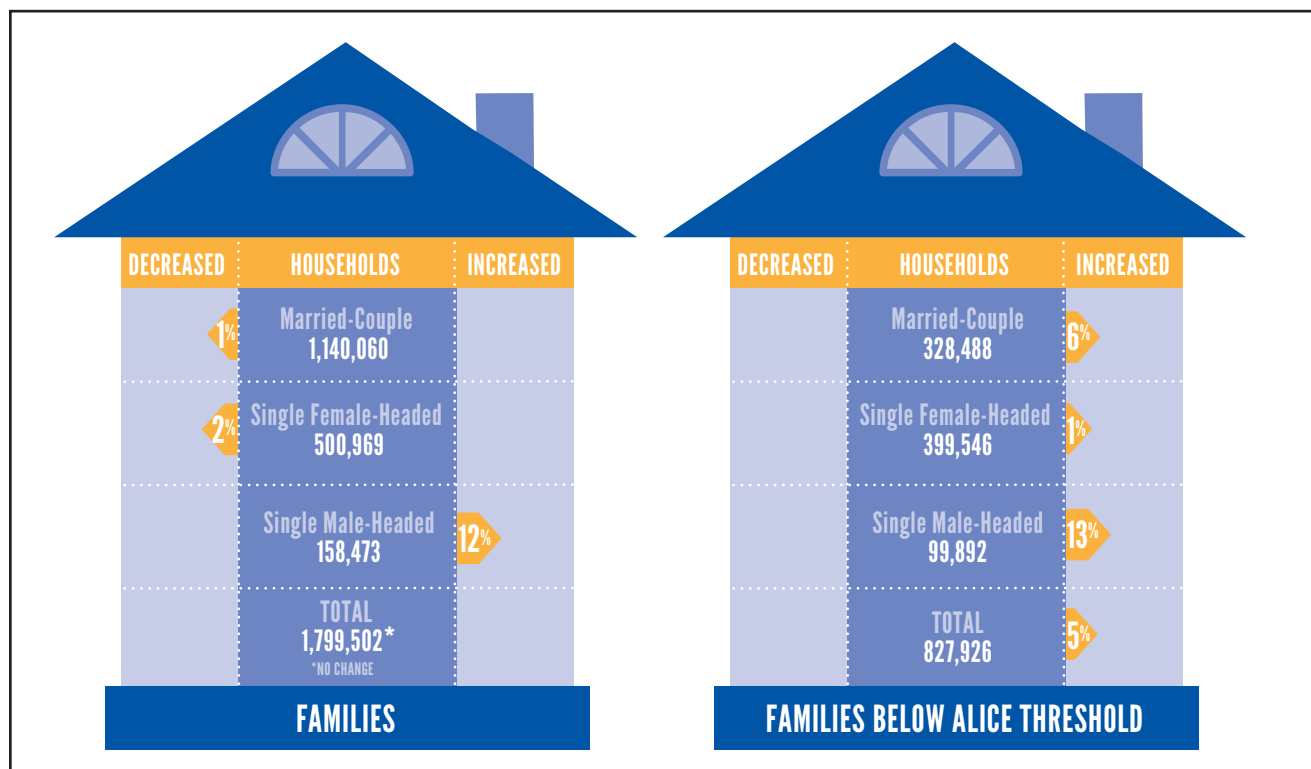 DECREASED HOUSEHOLDS INCREASED
1% Married-Couple
1,140,060
2% Single Female-Headed
500,969
Single Male-Headed
158,473 12%
TOTAL
1,799,502*
*NO CHANGE
FAMILIES
DECREASED HOUSEHOLDS INCREASED
Married-Couple
328,488 6%
Single Female-Headed
399,546 1%
Single Male-Headed
99,892 13%
TOTAL
827,926 5%
FAMILIES BELOW ALICE THRESHOLD